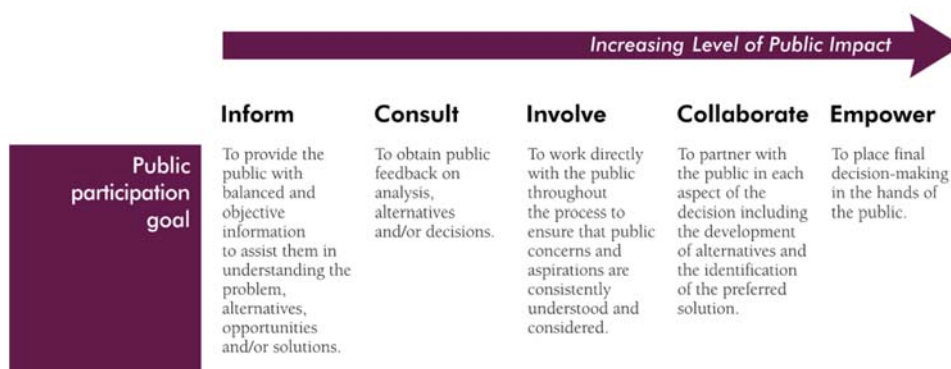 Increasing Level of Public Impact
Inform
Consult
Involve
Collaborate
Empower
Public
participation
goal
To provide the
public with
balanced and
objective
information
to assist them in
understanding the
problem,
alternatives,
opportunities
and/or solutions.
To obtain public
feedback on
analysis,
alternatives
and/or decisions.
To work directly
with the public
throughout
the process to
ensure that public
concerns and
aspirations are
consistently
understood and
considered.
To partner with
the public in each
aspect of the
decision including
the development
of alternatives and
the identification
of the preferred
solution.
To place final
decision-making
in the hands of
the public.